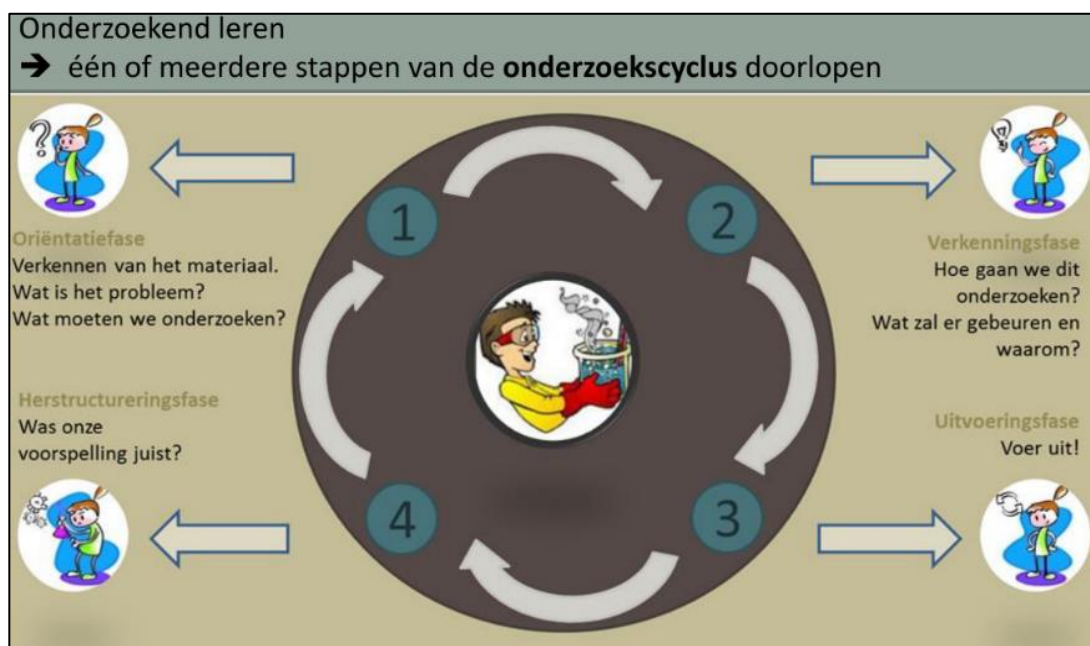 Onderzoekend leren
➔ één of meerdere stappen van de onderzoekscyclus doorlopen
1
2
Oriëntatiefase
Verkennen van het materiaal.
Wat is het probleem?
Wat moeten we onderzoeken?
Verkenningsfase
Hoe gaan we dit
onderzoeken?
Wat zal er gebeuren en
waarom?
Herstructureringsfase
Was onze
voorspelling juist?
Uitvoeringsfase
Voer uit!
4
3